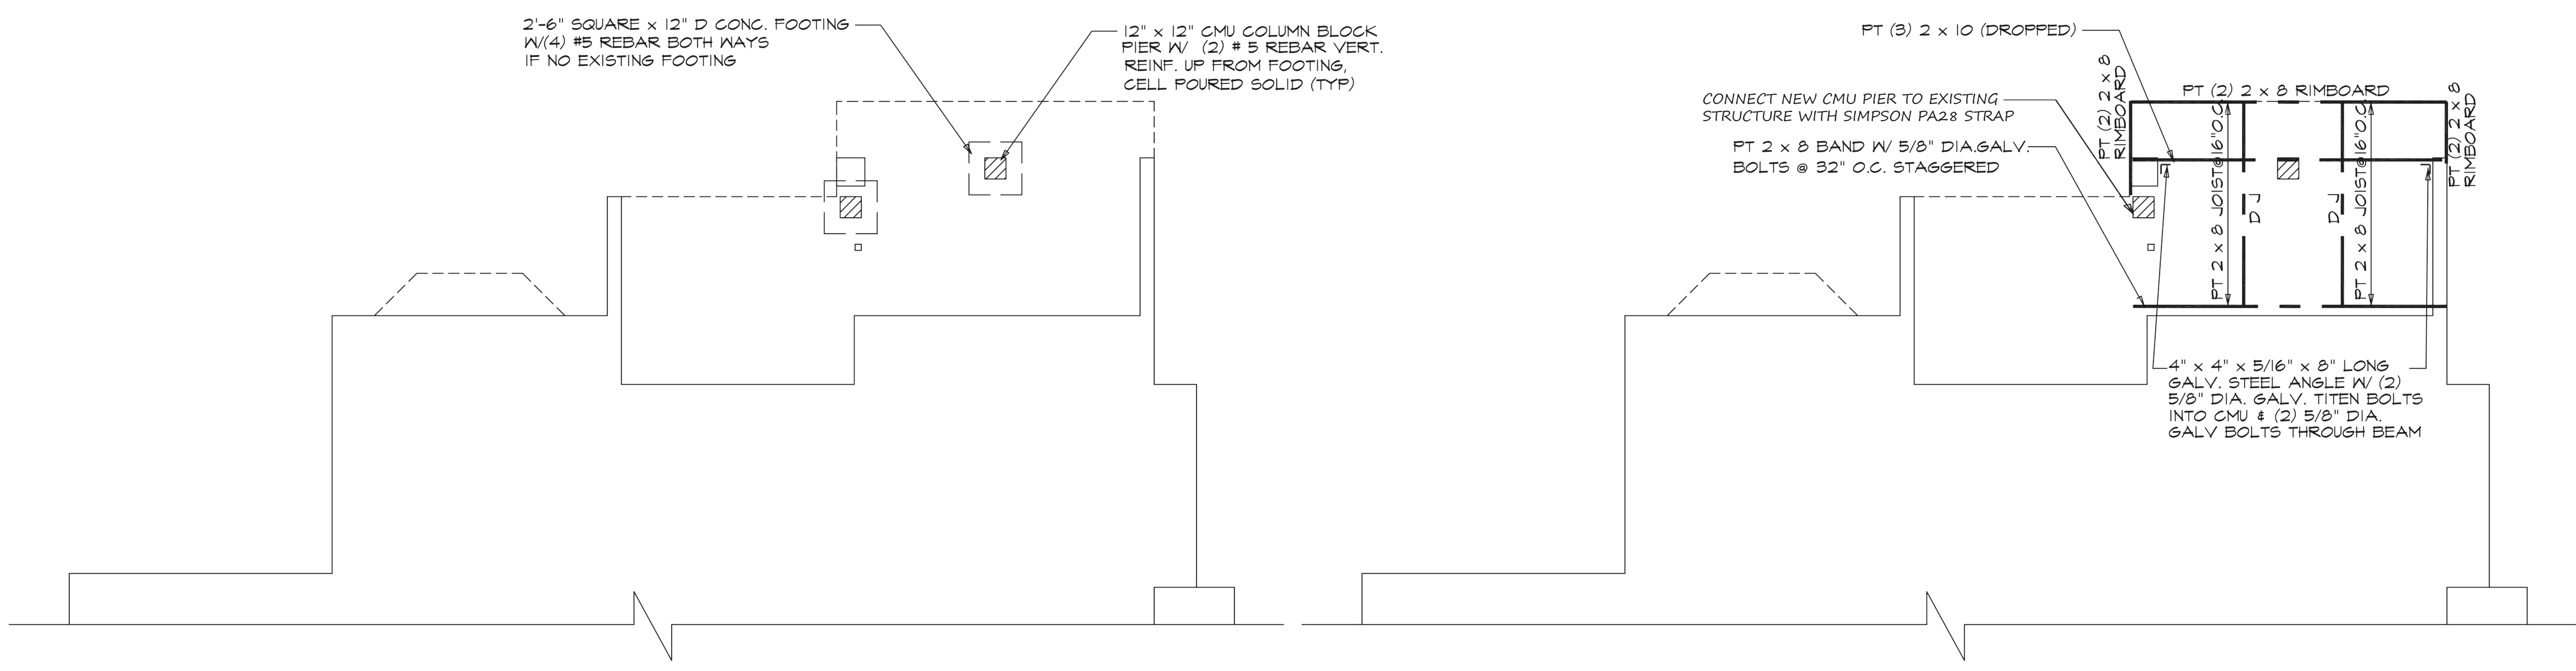 2'-6" SQUARE x 12" D CONC. FOOTING
W/(4) #5 REBAR BOTH WAYS
IF NO EXISTING FOOTING
12" x 12" CMU COLUMN BLOCK
PIER W/ (2) # 5 REBAR VERT.
REINF. UP FROM FOOTING,
CELL POURED SOLID (TYP)
PT (3) 2 x 10 (DROPPED)
PT (2) 2 x 8
RIMBOARD
PT (2) 2 x 8 RIMBOARD
PT (2) 2 x 8
RIMBOARD
CONNECT NEW CMU PIER TO EXISTING
STRUCTURE WITH SIMPSON PA28 STRAP
PT 2 x 8 BAND W/ 5/8" DIA.GALV.
BOLTS @ 32" O.C. STAGGERED
PT 2 x 8 JOIST@16"O.C.
DJ
DJ
PT 2 x 8 JOIST@16"O.C.
4" x 4" x 5/16" x 8" LONG
GALV. STEEL ANGLE W/ (2)
5/8" DIA. GALV. TITEN BOLTS
INTO CMU & (2) 5/8" DIA.
GALV BOLTS THROUGH BEAM